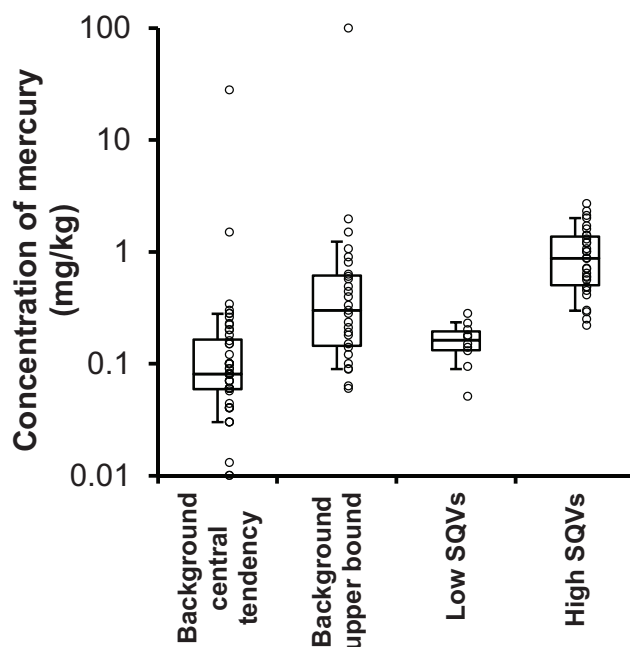 Concentration of mercury
(mg/kg)
100
10
1
0.1
0.01
Background
central
tendency
Background
upper bound
Low SQVs
High SQVs